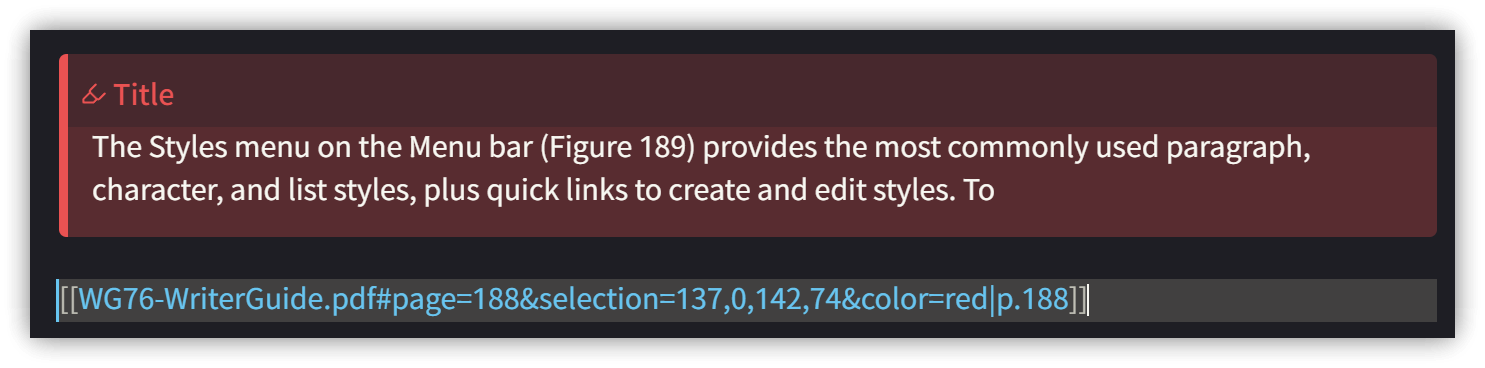 Title
The Styles menu on the Menu bar (Figure 189) provides the most commonly used paragraph,
character, and list styles, plus quick links to create and edit styles. To
[[WG76-WriterGuide.pdf#page=188&selection=137,0,142,74&color=red|p.188]]